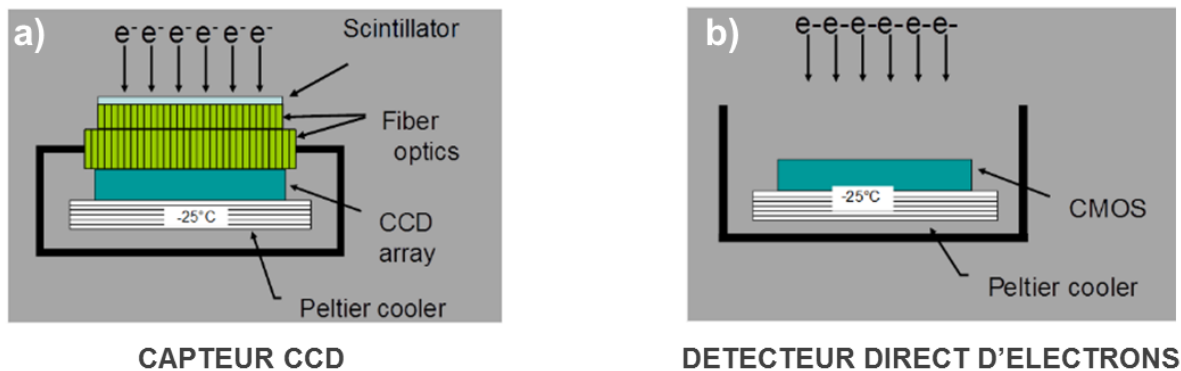 a)
e- e- e- e- e- e-
Scintillator
Fiber
optics
-25°C
CCD
array
Peltier cooler
CAPTEUR CCD
b)
e-e-e-e-e-e-
-25°C
CMOS
Peltier cooler
DETECTEUR DIRECT D’ELECTRONS